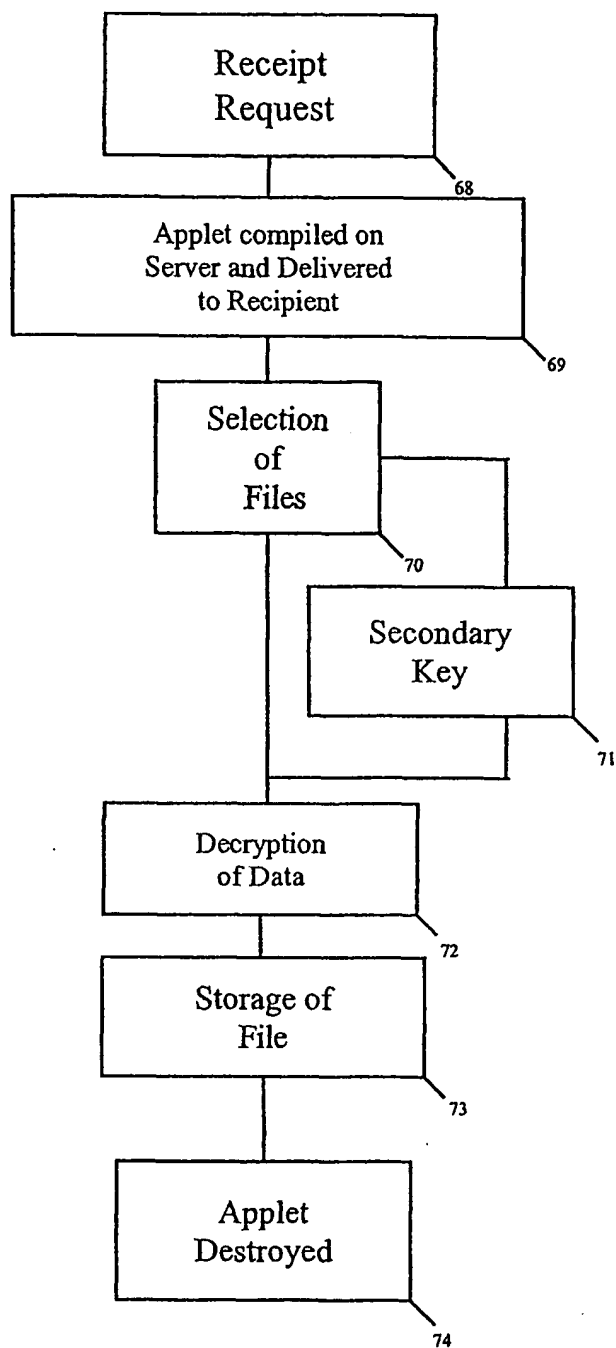 Receipt
Request
68
Applet compiled on
Server and Delivered
to Recipient
69
Selection
of
Files
70
Secondary
Key
71
Decryption
of Data
72
Storage of
File
73
Applet
Destroyed
74